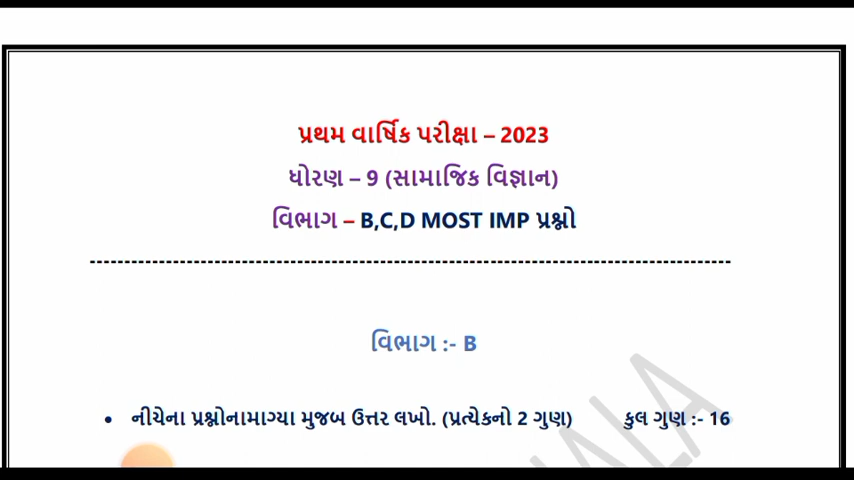 પ્રથમ વાર્ષિક પરીક્ષા – 2023
ધોરણ – 9 (સામાજિક વિજ્ઞાન)
વિભાગ – B,C,D MOST IMP પ્રશ્નો
વિભાગ :- B
• નીચેના પ્રશ્નોનામાગ્યા મુજબ ઉત્તર લખો. (પ્રત્યેકનો 2 ગુણ) કુલ ગુણ :- 16